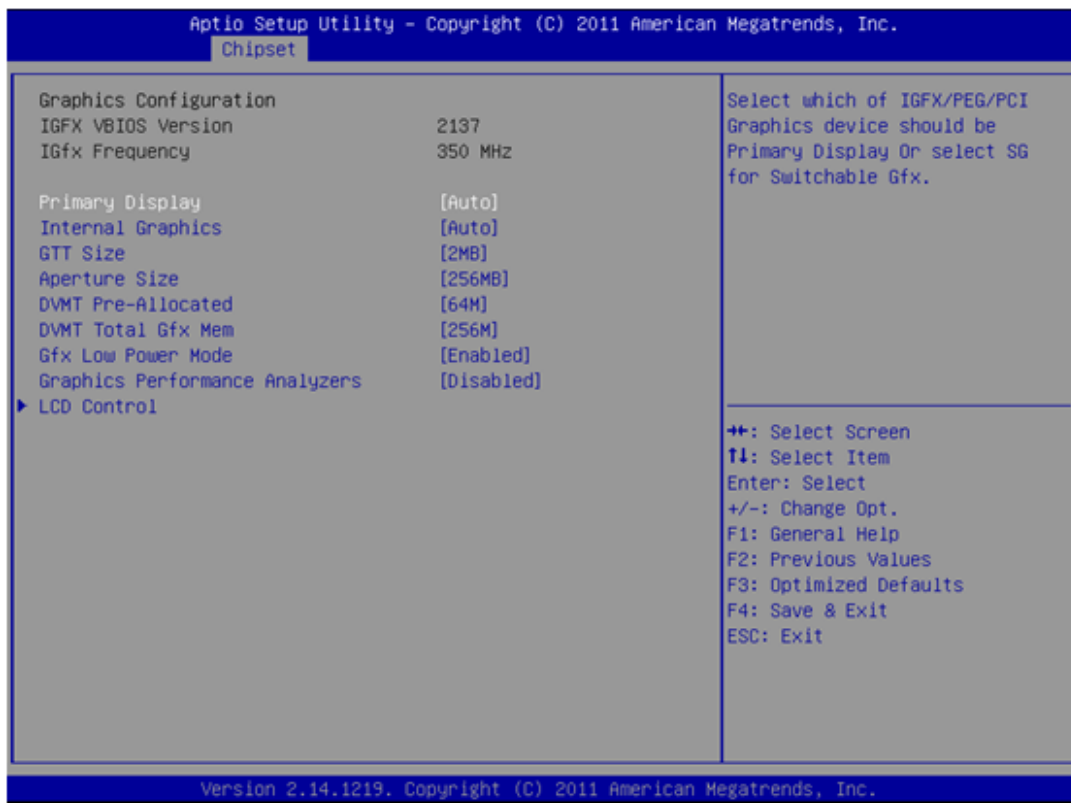 Aptio Setup Utility – Copyright (C) 2011 American Megatrends, Inc.
Chipset
Graphics Configuration
IGFX VBIOS Version 2137
IGfx Frequency 350 MHz
Primary Display [Auto]
Internal Graphics [Auto]
GTT Size [2MB]
Aperture Size [256MB]
DVMT Pre-Allocated [64M]
DVMT Total Gfx Mem [256M]
Gfx Low Power Mode [Enabled]
Graphics Performance Analyzers [Disabled]
▶ LCD Control
Select which of IGFX/PEG/PCI
Graphics device should be
Primary Display Or select SG
for Switchable Gfx.
→←: Select Screen
↑↓: Select Item
Enter: Select
+/-: Change Opt.
F1: General Help
F2: Previous Values
F3: Optimized Defaults
F4: Save & Exit
ESC: Exit
Version 2.14.1219. Copyright (C) 2011 American Megatrends, Inc.